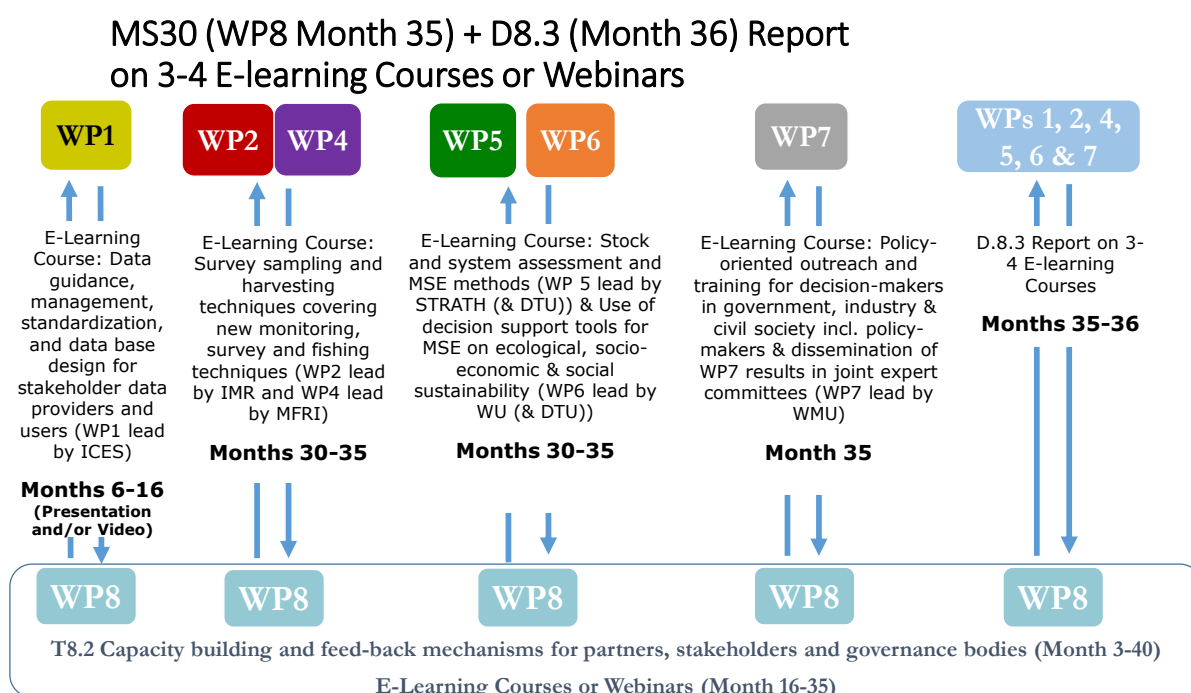 MS30 (WP8 Month 35) + D8.3 (Month 36) Report
on 3-4 E-learning Courses or Webinars
WP1
WP2
WP4
WP5
WP6
WP7
WPs 1, 2, 4,
5, 6 & 7
E-Learning
Course: Data
guidance,
management,
standardization,
and data base
design for
stakeholder data
providers and
users (WP1 lead
by ICES)
Months 6-16
(Presentation
and/or Video)
E-Learning Course:
Survey sampling and
harvesting
techniques covering
new monitoring,
survey and fishing
techniques (WP2 lead
by IMR and WP4 lead
by MFRI)
Months 30-35
E-Learning Course: Stock
and system assessment and
MSE methods (WP 5 lead by
STRATH (& DTU)) & Use of
decision support tools for
MSE on ecological, socio-
economic & social
sustainability (WP6 lead by
WU (& DTU))
Months 30-35
E-Learning Course: Policy-
oriented outreach and
training for decision-makers
in government, industry &
civil society incl. policy-
makers & dissemination of
WP7 results in joint expert
committees (WP7 lead by
WMU)
Month 35
D.8.3 Report on 3-
4 E-learning
Courses
Months 35-36
WP8
WP8
WP8
WP8
WP8
T8.2 Capacity building and feed-back mechanisms for partners, stakeholders and governance bodies (Month 3-40)
E-Learning Courses or Webinars (Month 16-35)